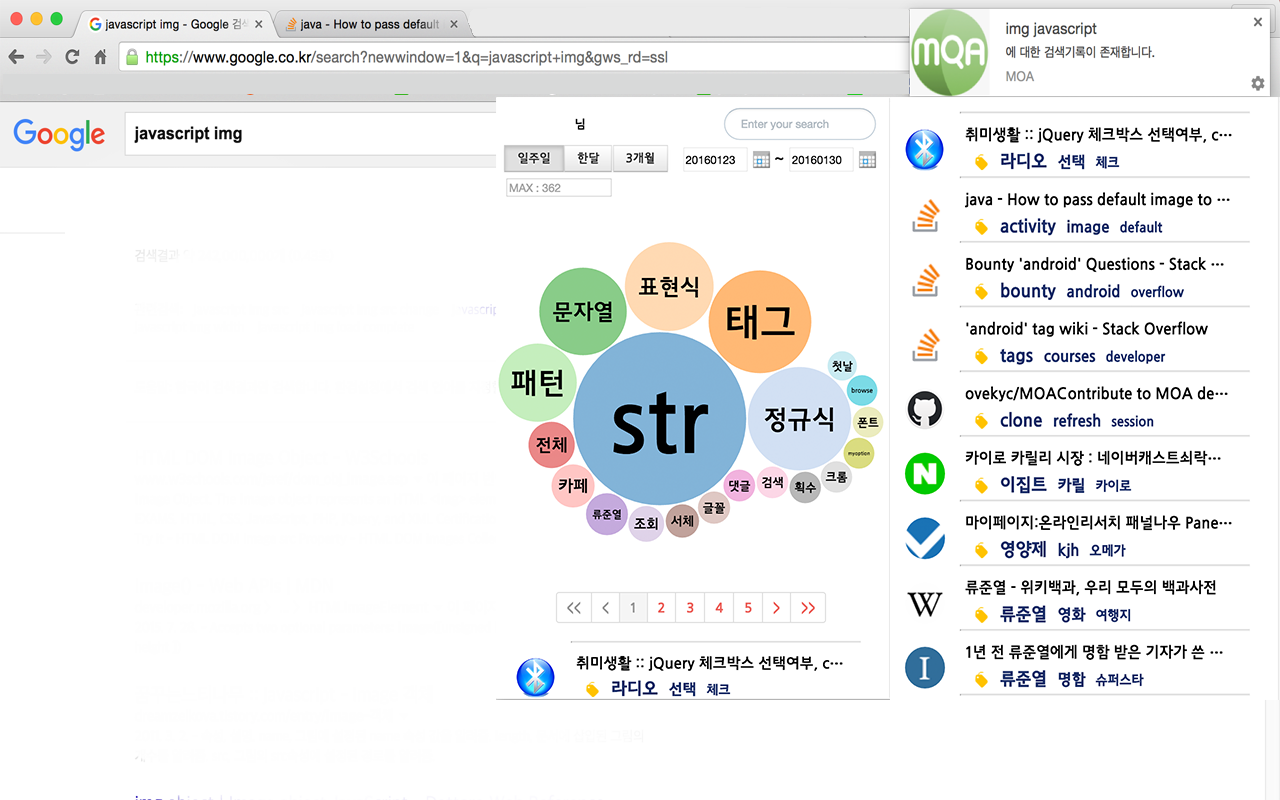 javascript img - Google 검색
java - How to pass default
https://www.google.co.kr/search?newwindow=1&q=javascript+img&gws_rd=ssl
MQA
img javascript
에 대한 검색기록이 존재합니다.
MOA
Google
javascript img
검색결과
javascrip
님
Enter your search
일주일
한달
3개월
20160123
~
20160130
MAX : 362
표현식
문자열
태그
패턴
str
정규식
첫날
browse
폰트
myoption
전체
카페
류준열
조회
서체
글꼴
댓글
검색
획수
크롬
<<
<
1
2
3
4
5
>
>>
취미생활 :: jQuery 체크박스 선택여부, c…
라디오 선택 체크
취미생활 :: jQuery 체크박스 선택여부, c…
라디오 선택 체크
java - How to pass default image to …
activity image default
Bounty 'android' Questions - Stack …
bounty android overflow
'android' tag wiki - Stack Overflow
tags courses developer
ovekyc/MOAContribute to MOA de…
clone refresh session
N
카이로 카릴리 시장 : 네이버캐스트쇠락…
이집트 카릴 카이로
마이페이지:온라인리서치 패널나우 Pane…
영양제 kjh 오메가
W
류준열 - 위키백과, 우리 모두의 백과사전
류준열 영화 여행지
I
1년 전 류준열에게 명함 받은 기자가 쓴 …
류준열 명함 슈퍼스타